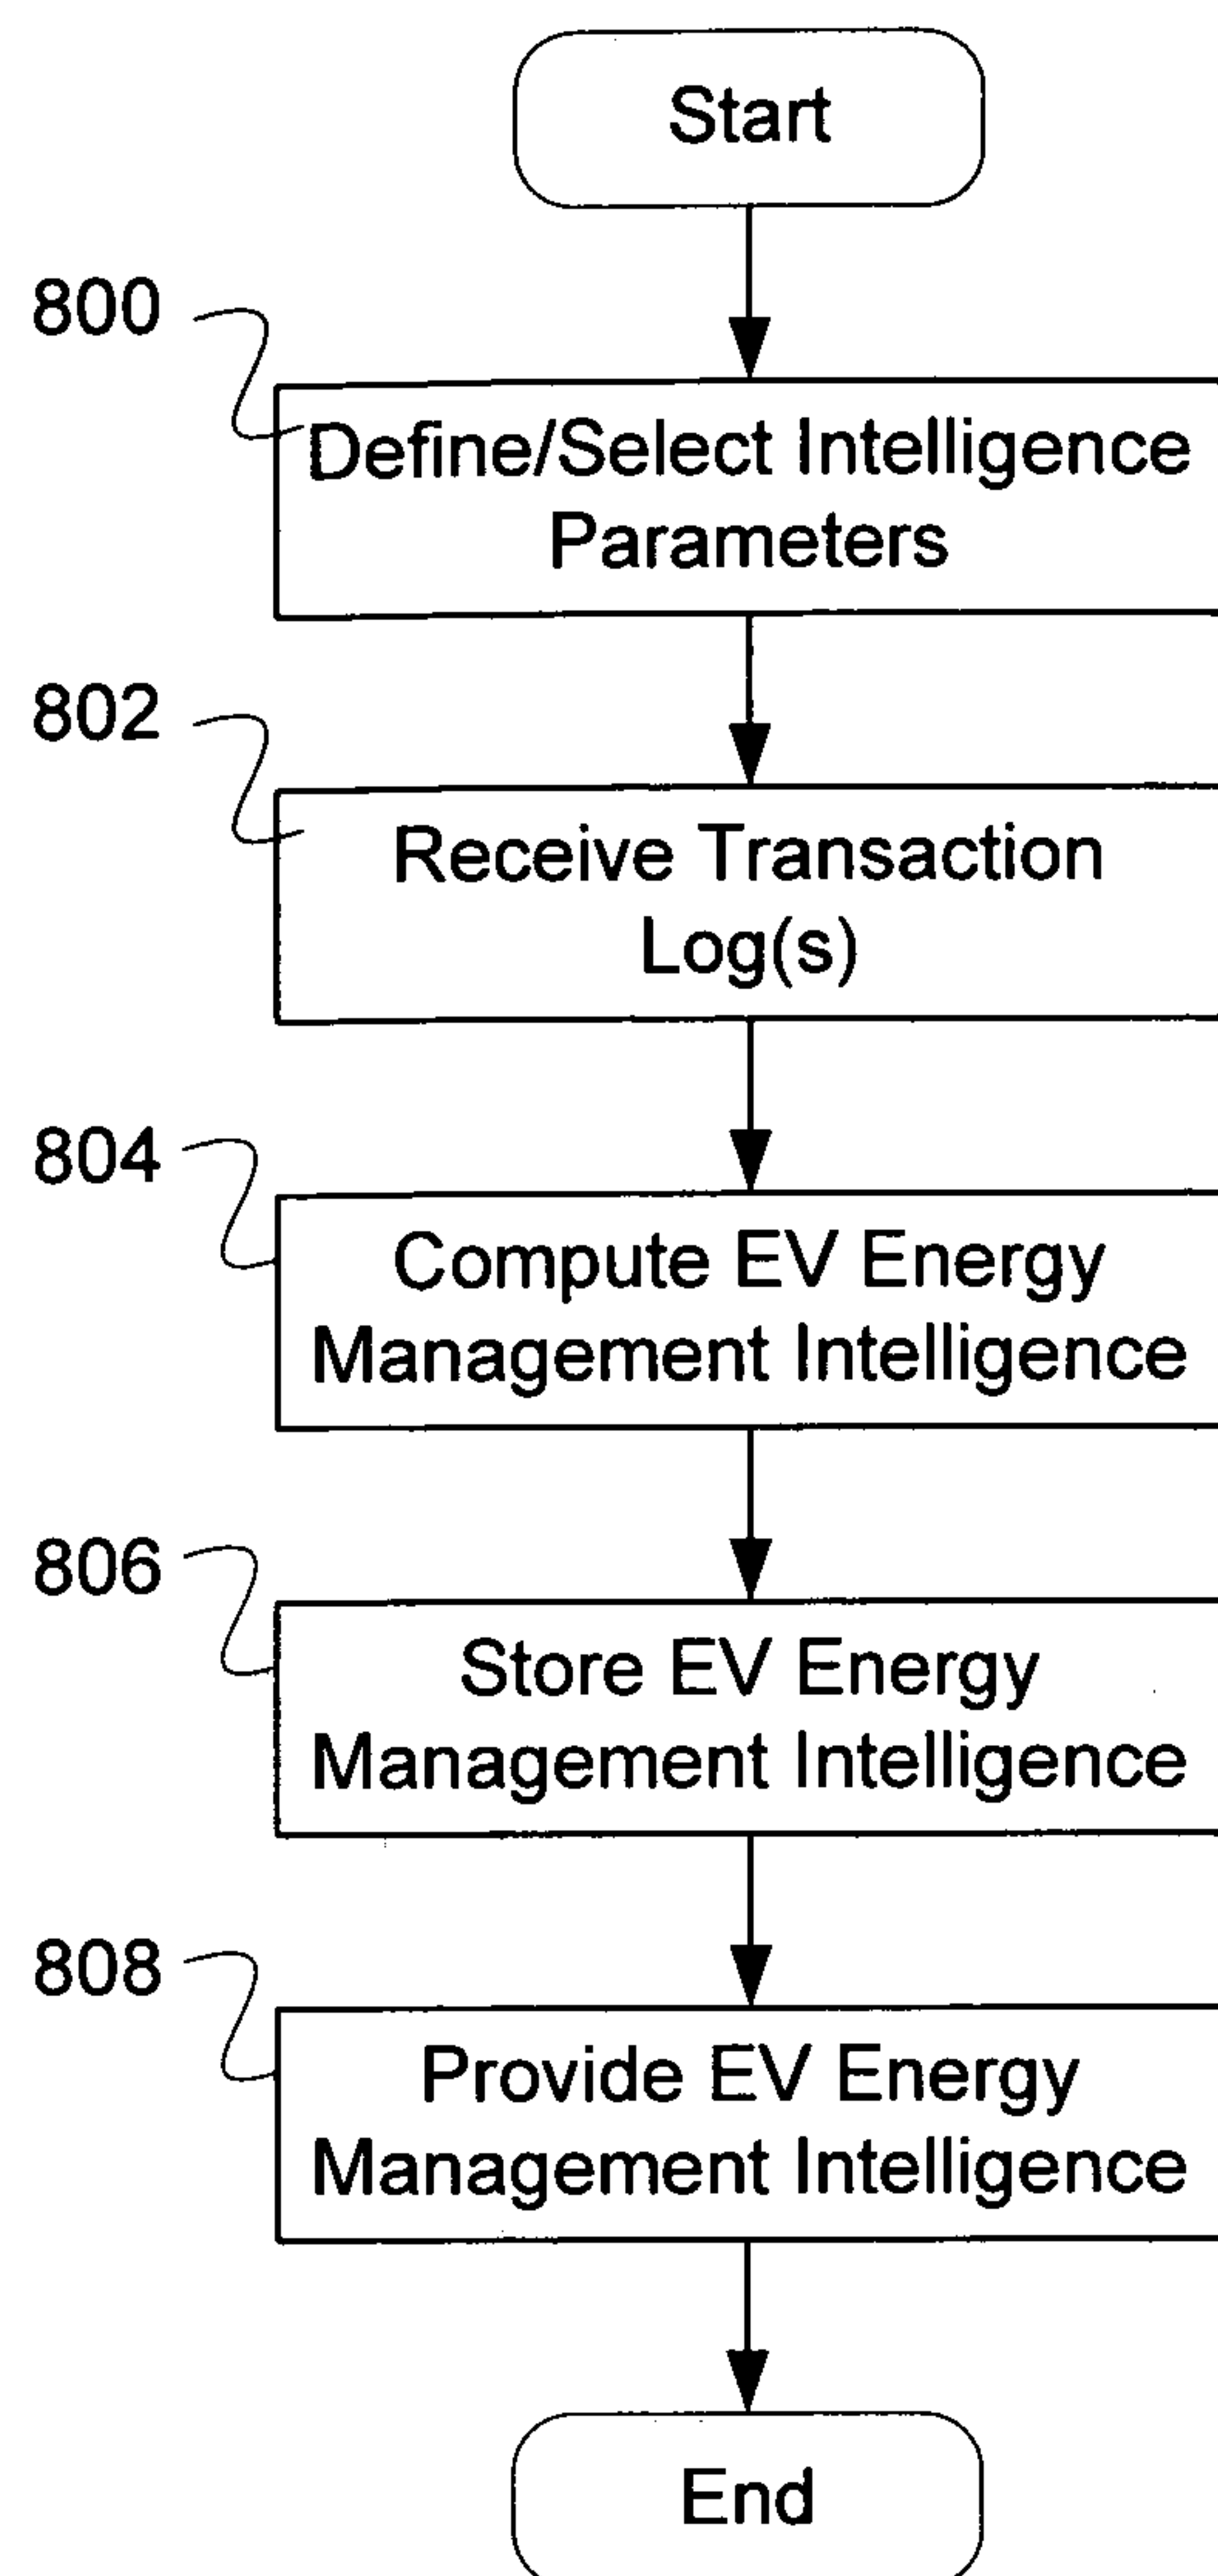 Start
800
Define/Select Intelligence
Parameters
802
Receive Transaction
Log(s)
804
Compute EV Energy
Management Intelligence
806
Store EV Energy
Management Intelligence
808
Provide EV Energy
Management Intelligence
End